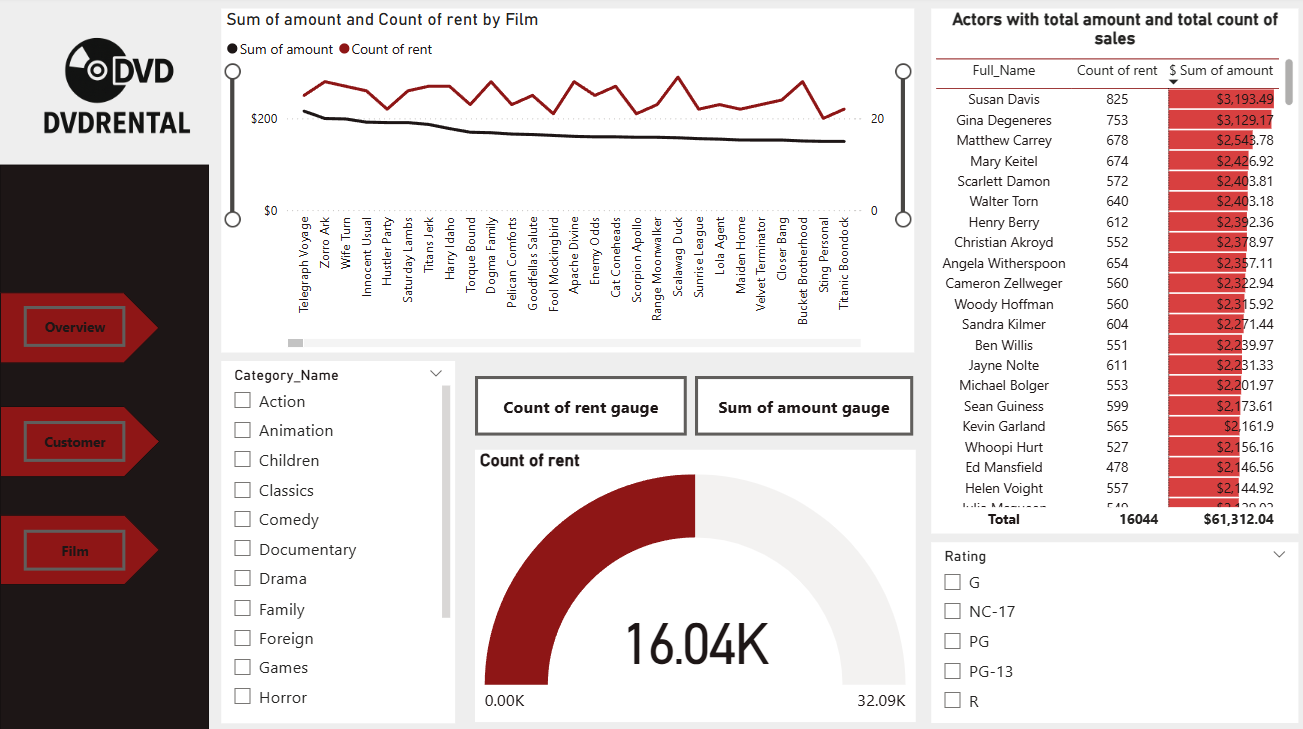 DVD
DVDRENTAL
Overview
Customer
Film
Sum of amount and Count of rent by Film
Sum of amount Count of rent
$200
$0
20
0
Telegraph Voyage
Zorro Ark
Wife Turn
Innocent Usual
Hustler Party
Saturday Lambs
Titans Jerk
Harry Idaho
Torque Bound
Dogma Family
Pelican Comforts
Goodfellas Salute
Fool Mockingbird
Apache Divine
Enemy Odds
Cat Coneheads
Scorpion Apollo
Range Moonwalker
Scalawag Duck
Sunrise League
Lola Agent
Maiden Home
Velvet Terminator
Closer Bang
Bucket Brotherhood
Sting Personal
Titanic Boondock
Category_Name
Action
Animation
Children
Classics
Comedy
Documentary
Drama
Family
Foreign
Games
Horror
Count of rent gauge
Sum of amount gauge
Count of rent
16.04K
0.00K
32.09K
Actors with total amount and total count of
sales
Full_Name Count of rent $ Sum of amount
Susan Davis 825 $3,193.49
Gina Degeneres 753 $3,129.17
Matthew Carrey 678 $2,543.78
Mary Keitel 674 $2,426.92
Scarlett Damon 572 $2,403.81
Walter Torn 640 $2,403.18
Henry Berry 612 $2,392.36
Christian Akroyd 552 $2,378.97
Angela Witherspoon 654 $2,357.11
Cameron Zellweger 560 $2,322.94
Woody Hoffman 560 $2,315.92
Sandra Kilmer 604 $2,271.44
Ben Willis 551 $2,239.97
Jayne Nolte 611 $2,231.33
Michael Bolger 553 $2,201.97
Sean Guiness 599 $2,173.61
Kevin Garland 565 $2,161.9
Whoopi Hurt 527 $2,156.16
Ed Mansfield 478 $2,146.56
Helen Voight 557 $2,144.92
Total 16044 $61,312.04
Rating
G
NC-17
PG
PG-13
R